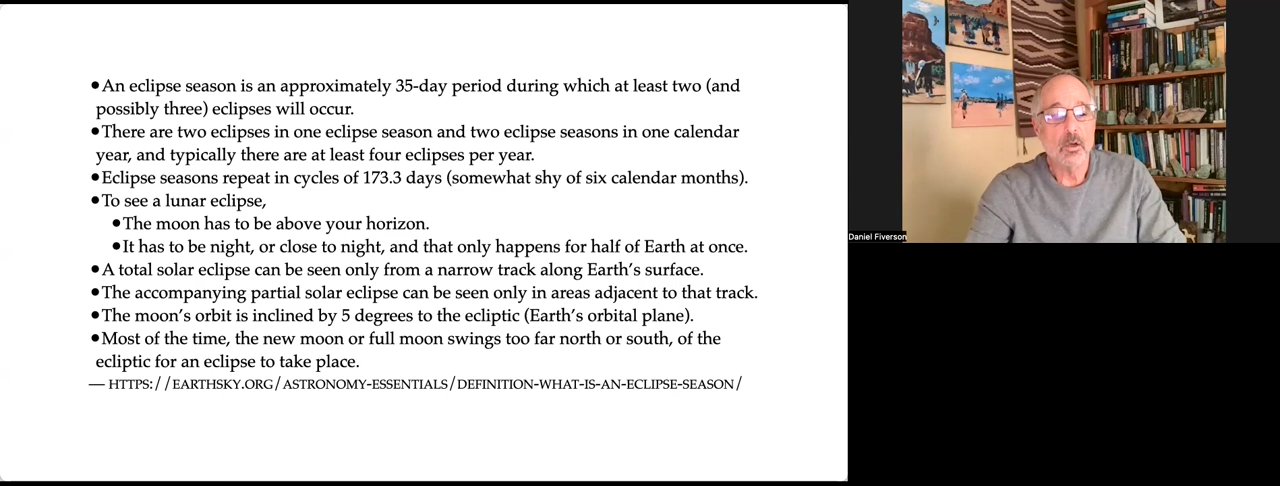 •An eclipse season is an approximately 35-day period during which at least two (and
possibly three) eclipses will occur.
•There are two eclipses in one eclipse season and two eclipse seasons in one calendar
year, and typically there are at least four eclipses per year.
•Eclipse seasons repeat in cycles of 173.3 days (somewhat shy of six calendar months).
•To see a lunar eclipse,
•The moon has to be above your horizon.
•It has to be night, or close to night, and that only happens for half of Earth at once.
•A total solar eclipse can be seen only from a narrow track along Earth's surface.
•The accompanying partial solar eclipse can be seen only in areas adjacent to that track.
•The moon's orbit is inclined by 5 degrees to the ecliptic (Earth's orbital plane).
•Most of the time, the new moon or full moon swings too far north or south, of the
ecliptic for an eclipse to take place.
— HTTPS://EARTHSKY.ORG/ASTRONOMY-ESSENTIALS/DEFINITION-WHAT-IS-AN-ECLIPSE-SEASON/
Daniel Fiverson